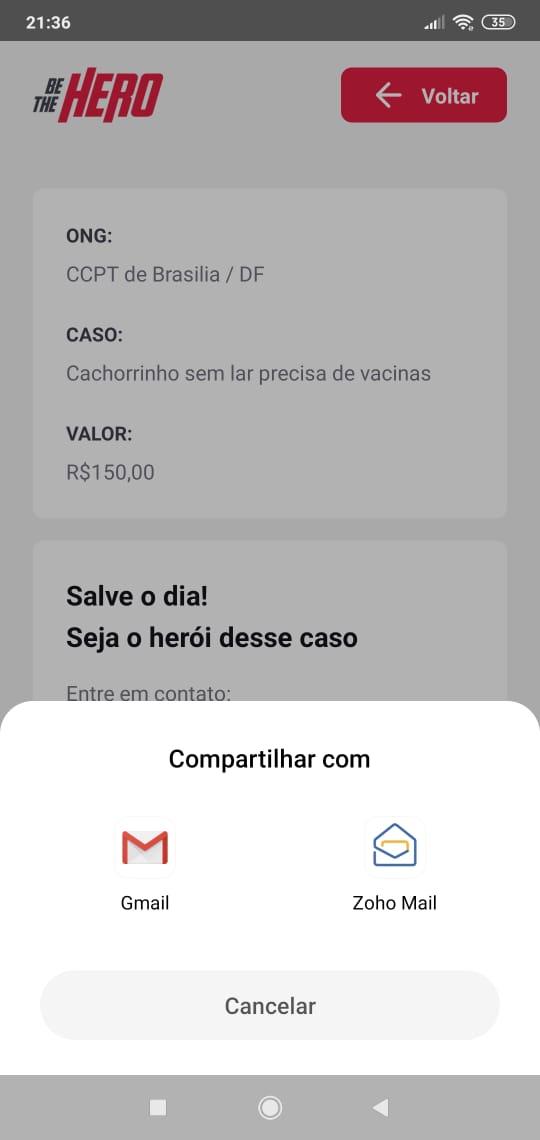 21:36
35
BE
THE HERO
Voltar
ONG:
CCPT de Brasilia / DF
CASO:
Cachorrinho sem lar precisa de vacinas
VALOR:
R$150,00
Salve o dia!
Seja o herói desse caso
Entre em contato:
Compartilhar com
Gmail
Zoho Mail
Cancelar